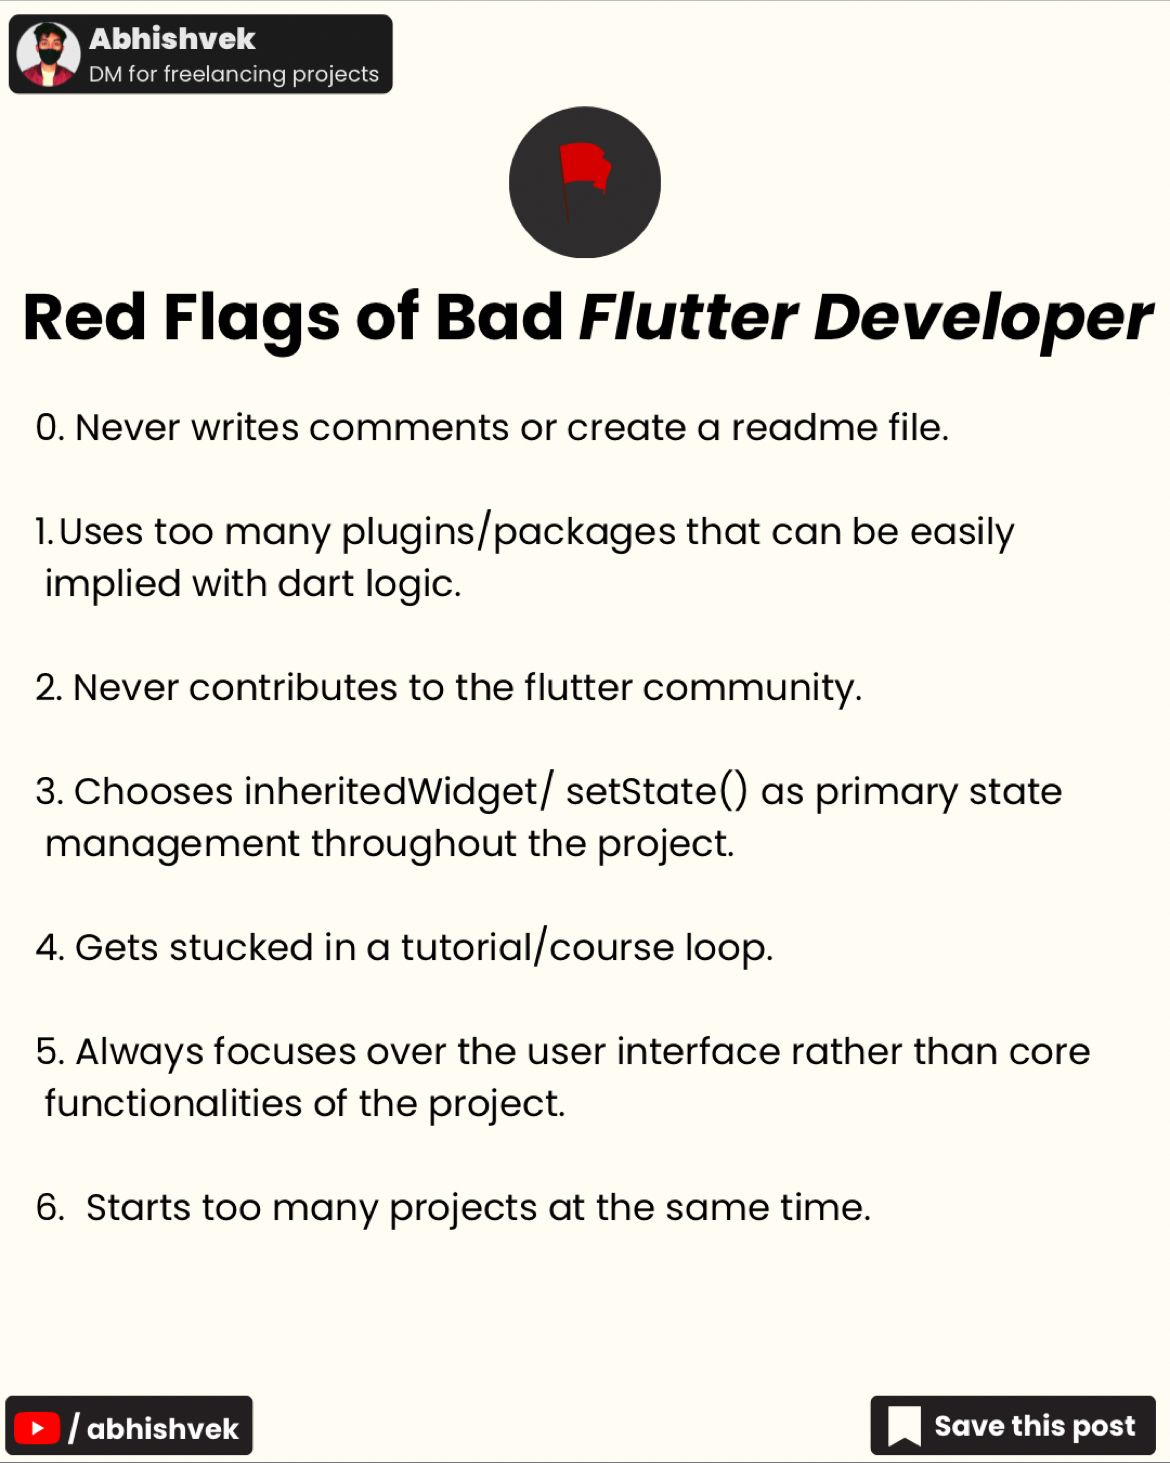 Abhishvek
DM for freelancing projects
Red Flags of Bad Flutter Developer
0. Never writes comments or create a readme file.
1. Uses too many plugins/packages that can be easily
implied with dart logic.
2. Never contributes to the flutter community.
3. Chooses inheritedWidget/ setState() as primary state
management throughout the project.
4. Gets stucked in a tutorial/course loop.
5. Always focuses over the user interface rather than core
functionalities of the project.
6. Starts too many projects at the same time.
/ abhishvek
Save this post